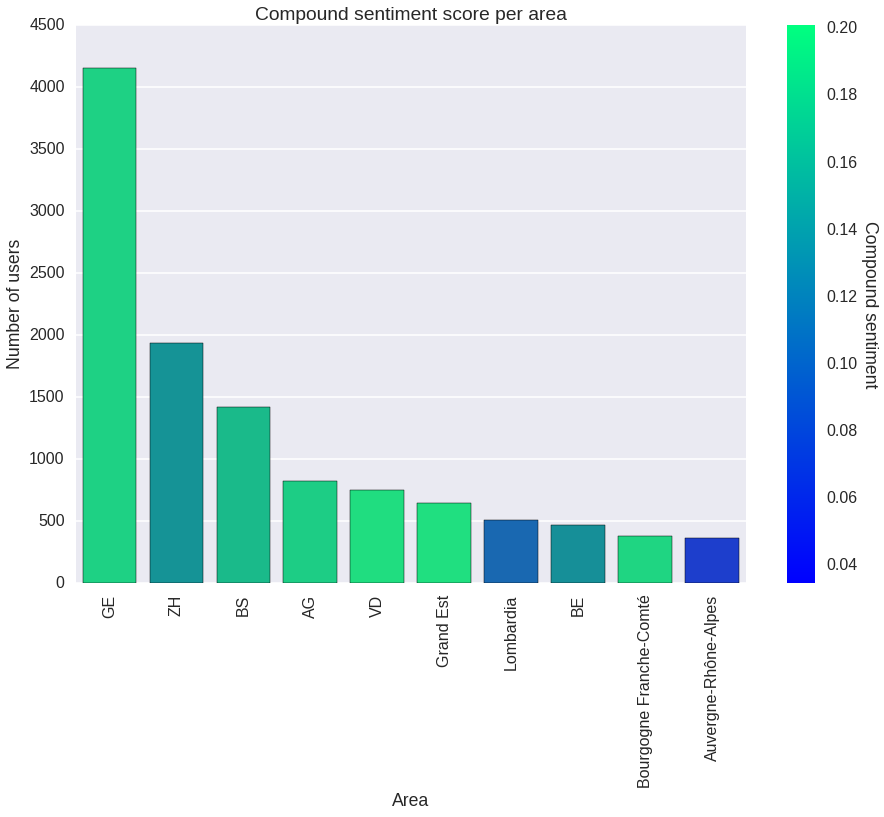 Compound sentiment score per area
4500
4000
3500
3000
2500
2000
1500
1000
500
0
Number of users
GE
ZH
BS
AG
VD
Grand Est
Lombardia
BE
Bourgogne Franche-Comté
Auvergne-Rhône-Alpes
Area
0.20
0.18
0.16
0.14
0.12
0.10
0.08
0.06
0.04
Compound sentiment